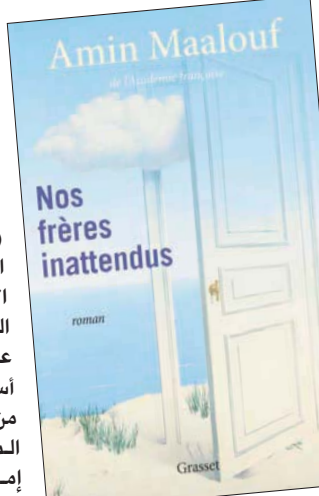 Amin Maalouf
de l'Académie française
Nos
frères
inattendus
roman
Grasset